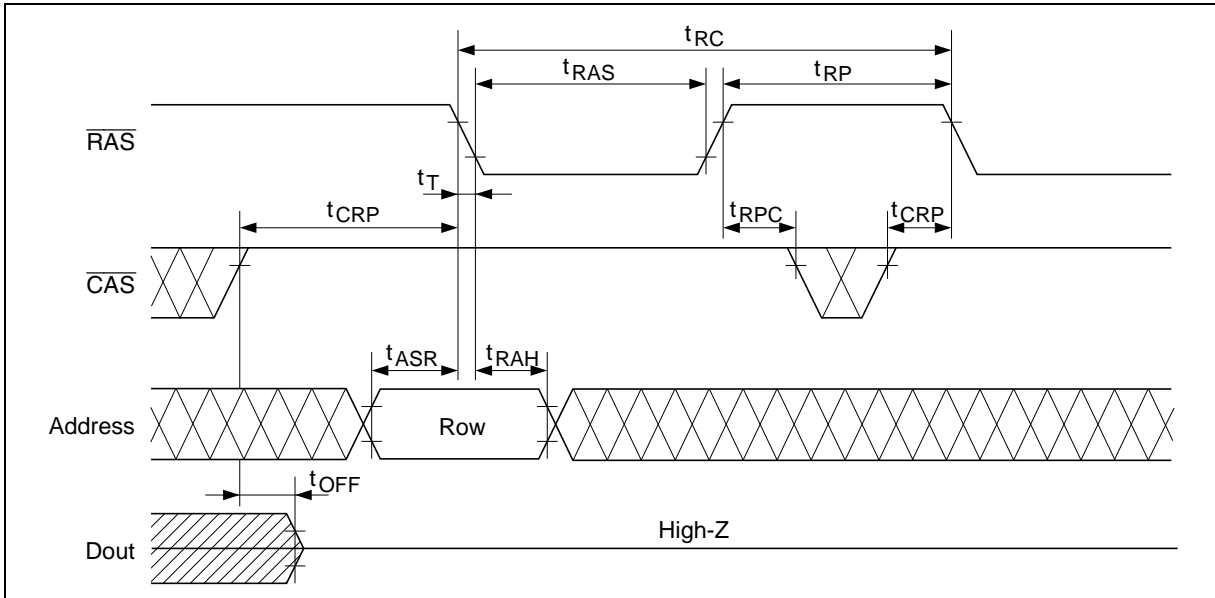 tRC
tRAS
tRP
RAS
tT
tCRP
tRPC
tCRP
CAS
tASR
tRAH
Address
Row
tOFF
High-Z
Dout